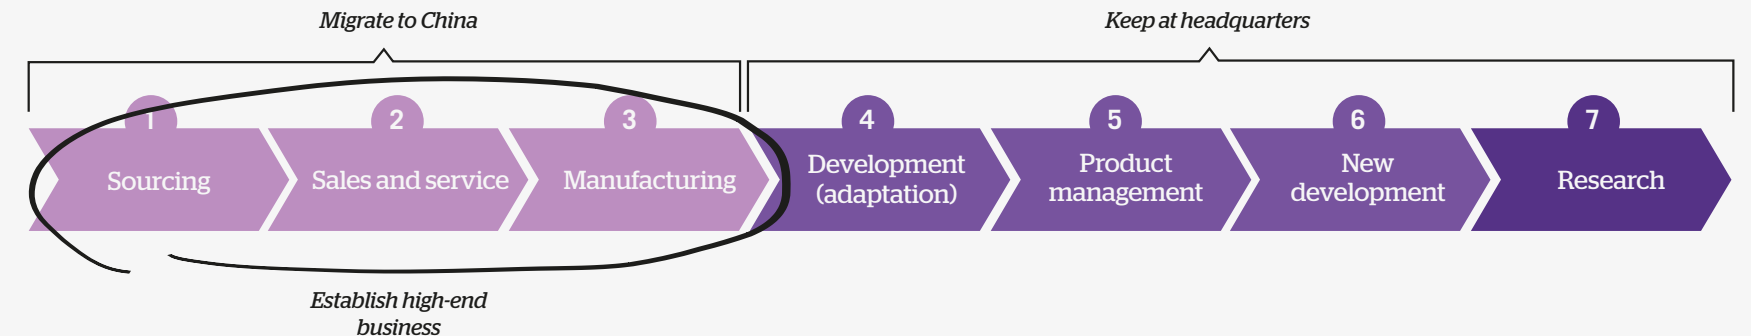 Migrate to China
Keep at headquarters
1
2
3
4
5
6
7
Sourcing
Sales and service
Manufacturing
Development
(adaptation)
Product
management
New
development
Research
Establish high-end
business